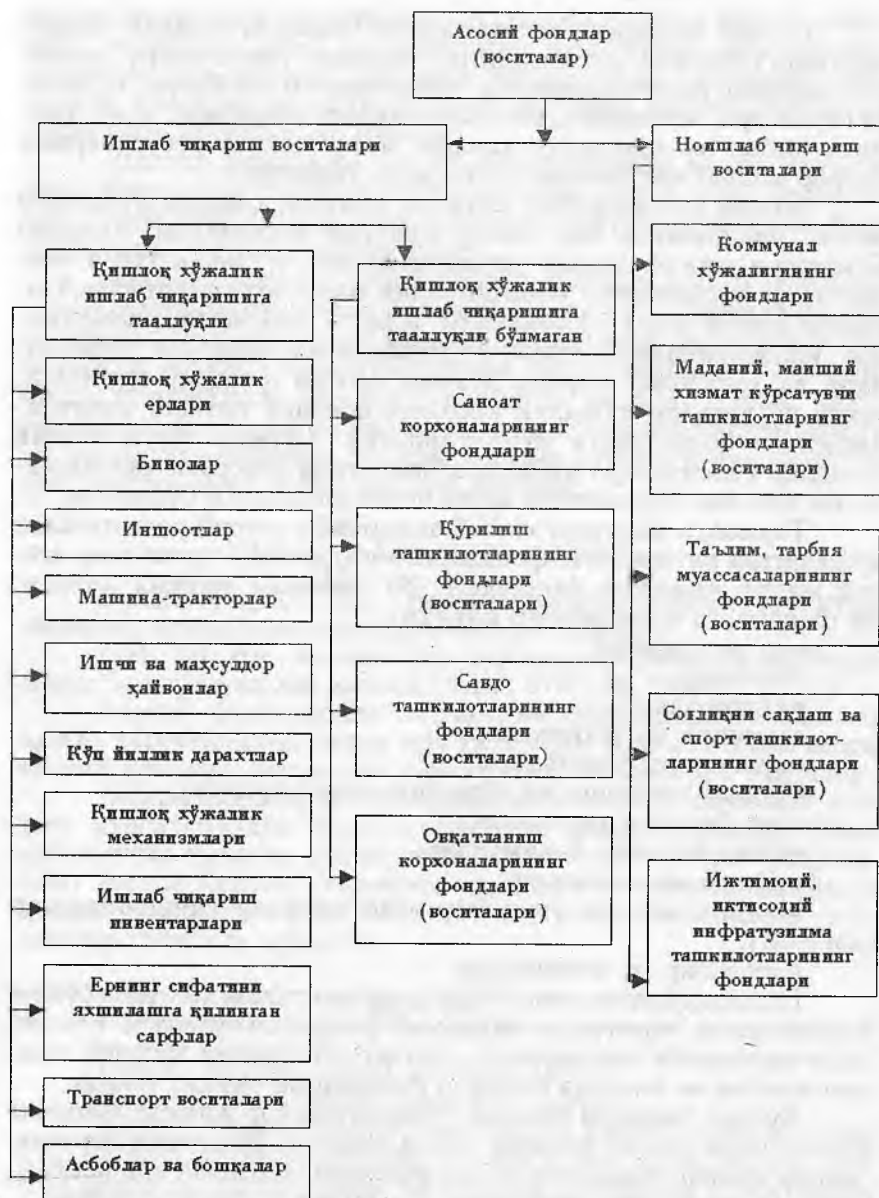 Асосий фондлар
(воситалар)
Ишлаб чиқариш воситалари
Ноишлаб чиқариш
воситалари
Қишлоқ хўжалик
ишлаб чиқаришига
тааллуқли
Қишлоқ хўжалик
ерлари
Бинолар
Иншоотлар
Машина-тракторлар
Ишчи ва маҳсулдор
ҳайвонлар
Кўп йиллик дарахтлар
Қишлоқ хўжалик
механизмлари
Ишлаб чиқариш
инвентарлари
Ернинг сифатини
яхшилашга қилинган
сарфлар
Транспорт воситалари
Асбоблар ва бошқалар
Қишлоқ хўжалик
ишлаб чиқаришига
тааллуқли бўлмаган
Саноат
корхоналарининг
фондлари
Қурилиш
ташкилотларининг
фондлари
(воситалари)
Савдо
ташкилотларининг
фондлари
(воситалари)
Овқатланиш
корхоналарининг
фондлари
(воситалари)
Коммунал
хўжалигининг
фондлари
Маданий, маиший
хизмат кўрсатувчи
ташкилотларнинг
фондлари
(воситалари)
Таълим, тарбия
муассасаларининг
фондлари
(воситалари)
Соғлиқни сақлаш ва
спорт ташкилот-
ларининг фондлари
(воситалари)
Ижтимоий,
иқтисодий
инфратузилма
ташкилотларининг
фондлари